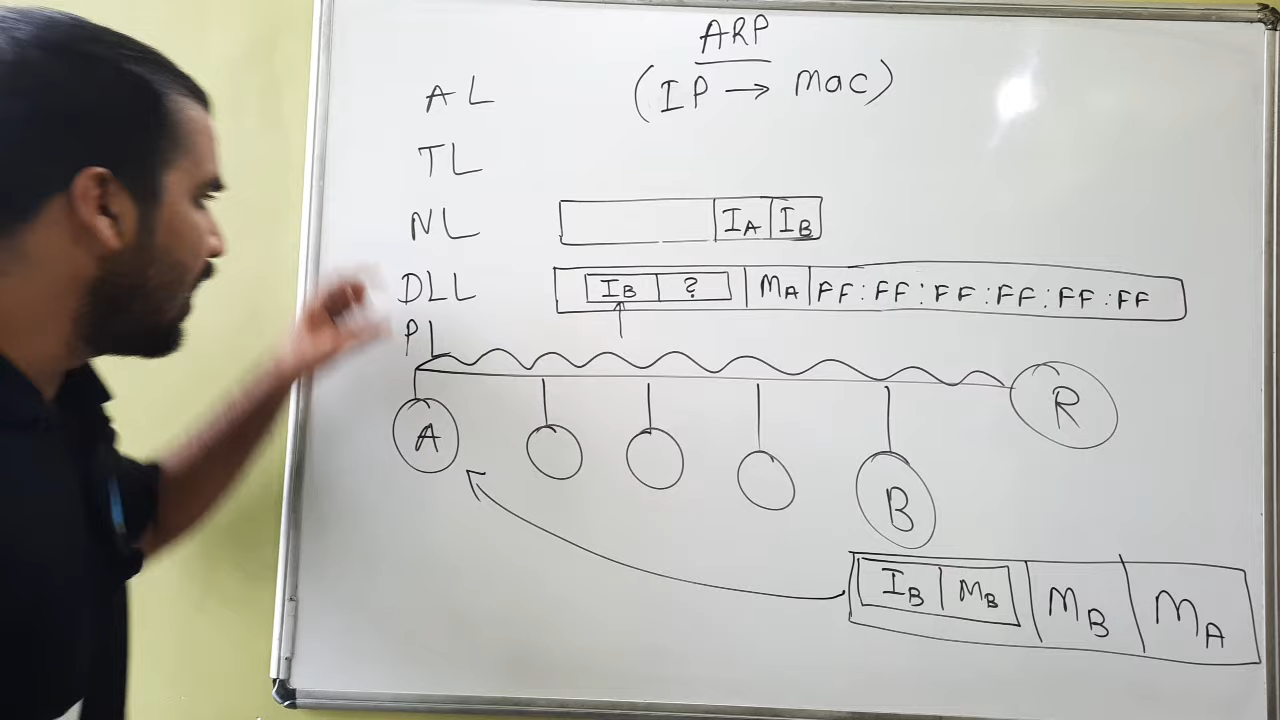 ARP
(IP → MAC)
AL
TL
NL
IA IB
DLL
IB ? MA FF:FF:FF:FF:FF:FF
PL
A
R
B
IB MB MB MA